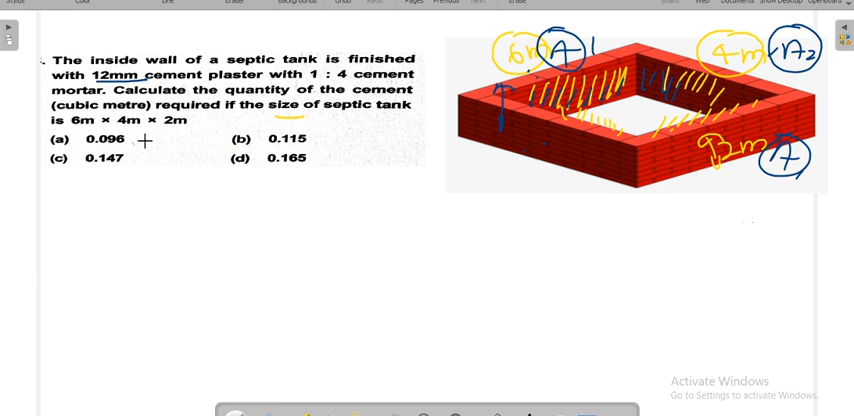 Stylus Color Line Eraser Backgrounds Undo Redo Pages Previous Next Erase Board Web Documents Show Desktop OpenBoard
. The inside wall of a septic tank is finished
with 12mm cement plaster with 1 : 4 cement
mortar. Calculate the quantity of the cement
(cubic metre) required if the size of septic tank
is 6m × 4m × 2m
(a) 0.096 (b) 0.115
(c) 0.147 (d) 0.165
6m A1
4m A2
2m A
Activate Windows
Go to Settings to activate Windows.